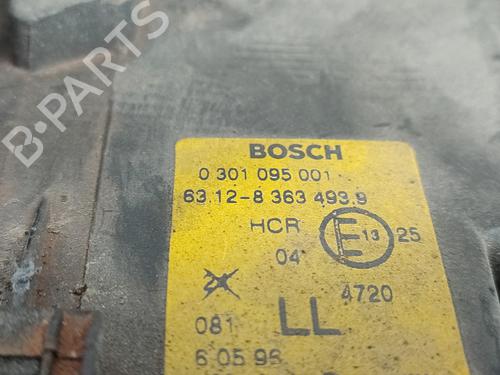 B-PARTS
BOSCH
0 301 095 001
63.12-8 363 493.9
HCR E 13 25
04
2X 4720
081 LL
6 05 96